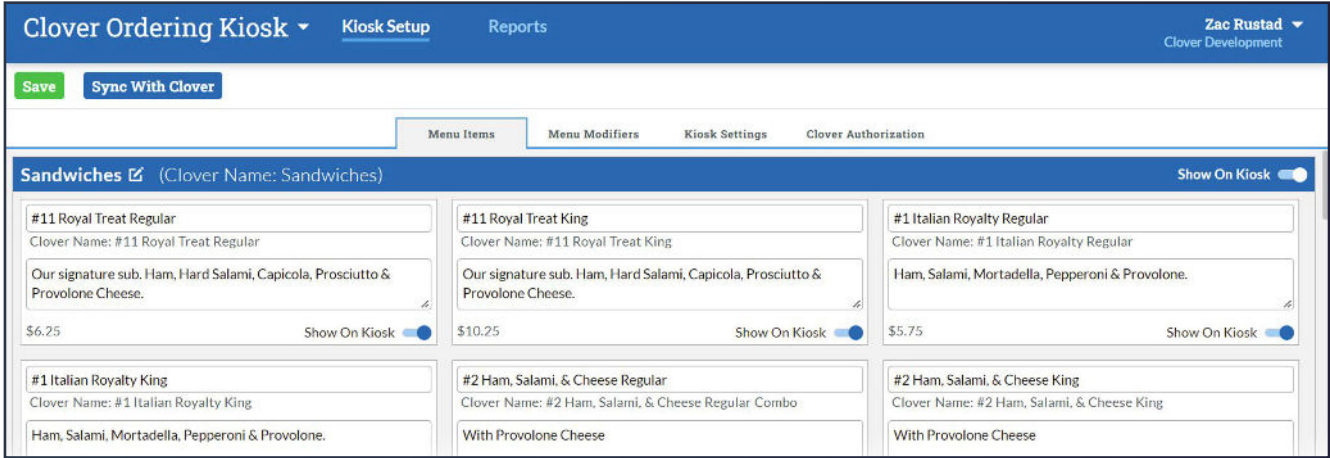 Clover Ordering Kiosk
Kiosk Setup
Reports
Zac Rustad
Clover Development
Save
Sync With Clover
Menu Items
Menu Modifiers
Kiosk Settings
Clover Authorization
Sandwiches (Clover Name: Sandwiches)
Show On Kiosk
#11 Royal Treat Regular
Clover Name: #11 Royal Treat Regular
Our signature sub. Ham, Hard Salami, Capicola, Prosciutto &
Provolone Cheese.
$6.25
Show On Kiosk
#11 Royal Treat King
Clover Name: #11 Royal Treat King
Our signature sub. Ham, Hard Salami, Capicola, Prosciutto &
Provolone Cheese.
$10.25
Show On Kiosk
#1 Italian Royalty Regular
Clover Name: #1 Italian Royalty Regular
Ham, Salami, Mortadella, Pepperoni & Provolone.
$5.75
Show On Kiosk
#1 Italian Royalty King
Clover Name: #1 Italian Royalty King
Ham, Salami, Mortadella, Pepperoni & Provolone.
#2 Ham, Salami, & Cheese Regular
Clover Name: #2 Ham, Salami, & Cheese Regular Combo
With Provolone Cheese
#2 Ham, Salami, & Cheese King
Clover Name: #2 Ham, Salami, & Cheese King
With Provolone Cheese